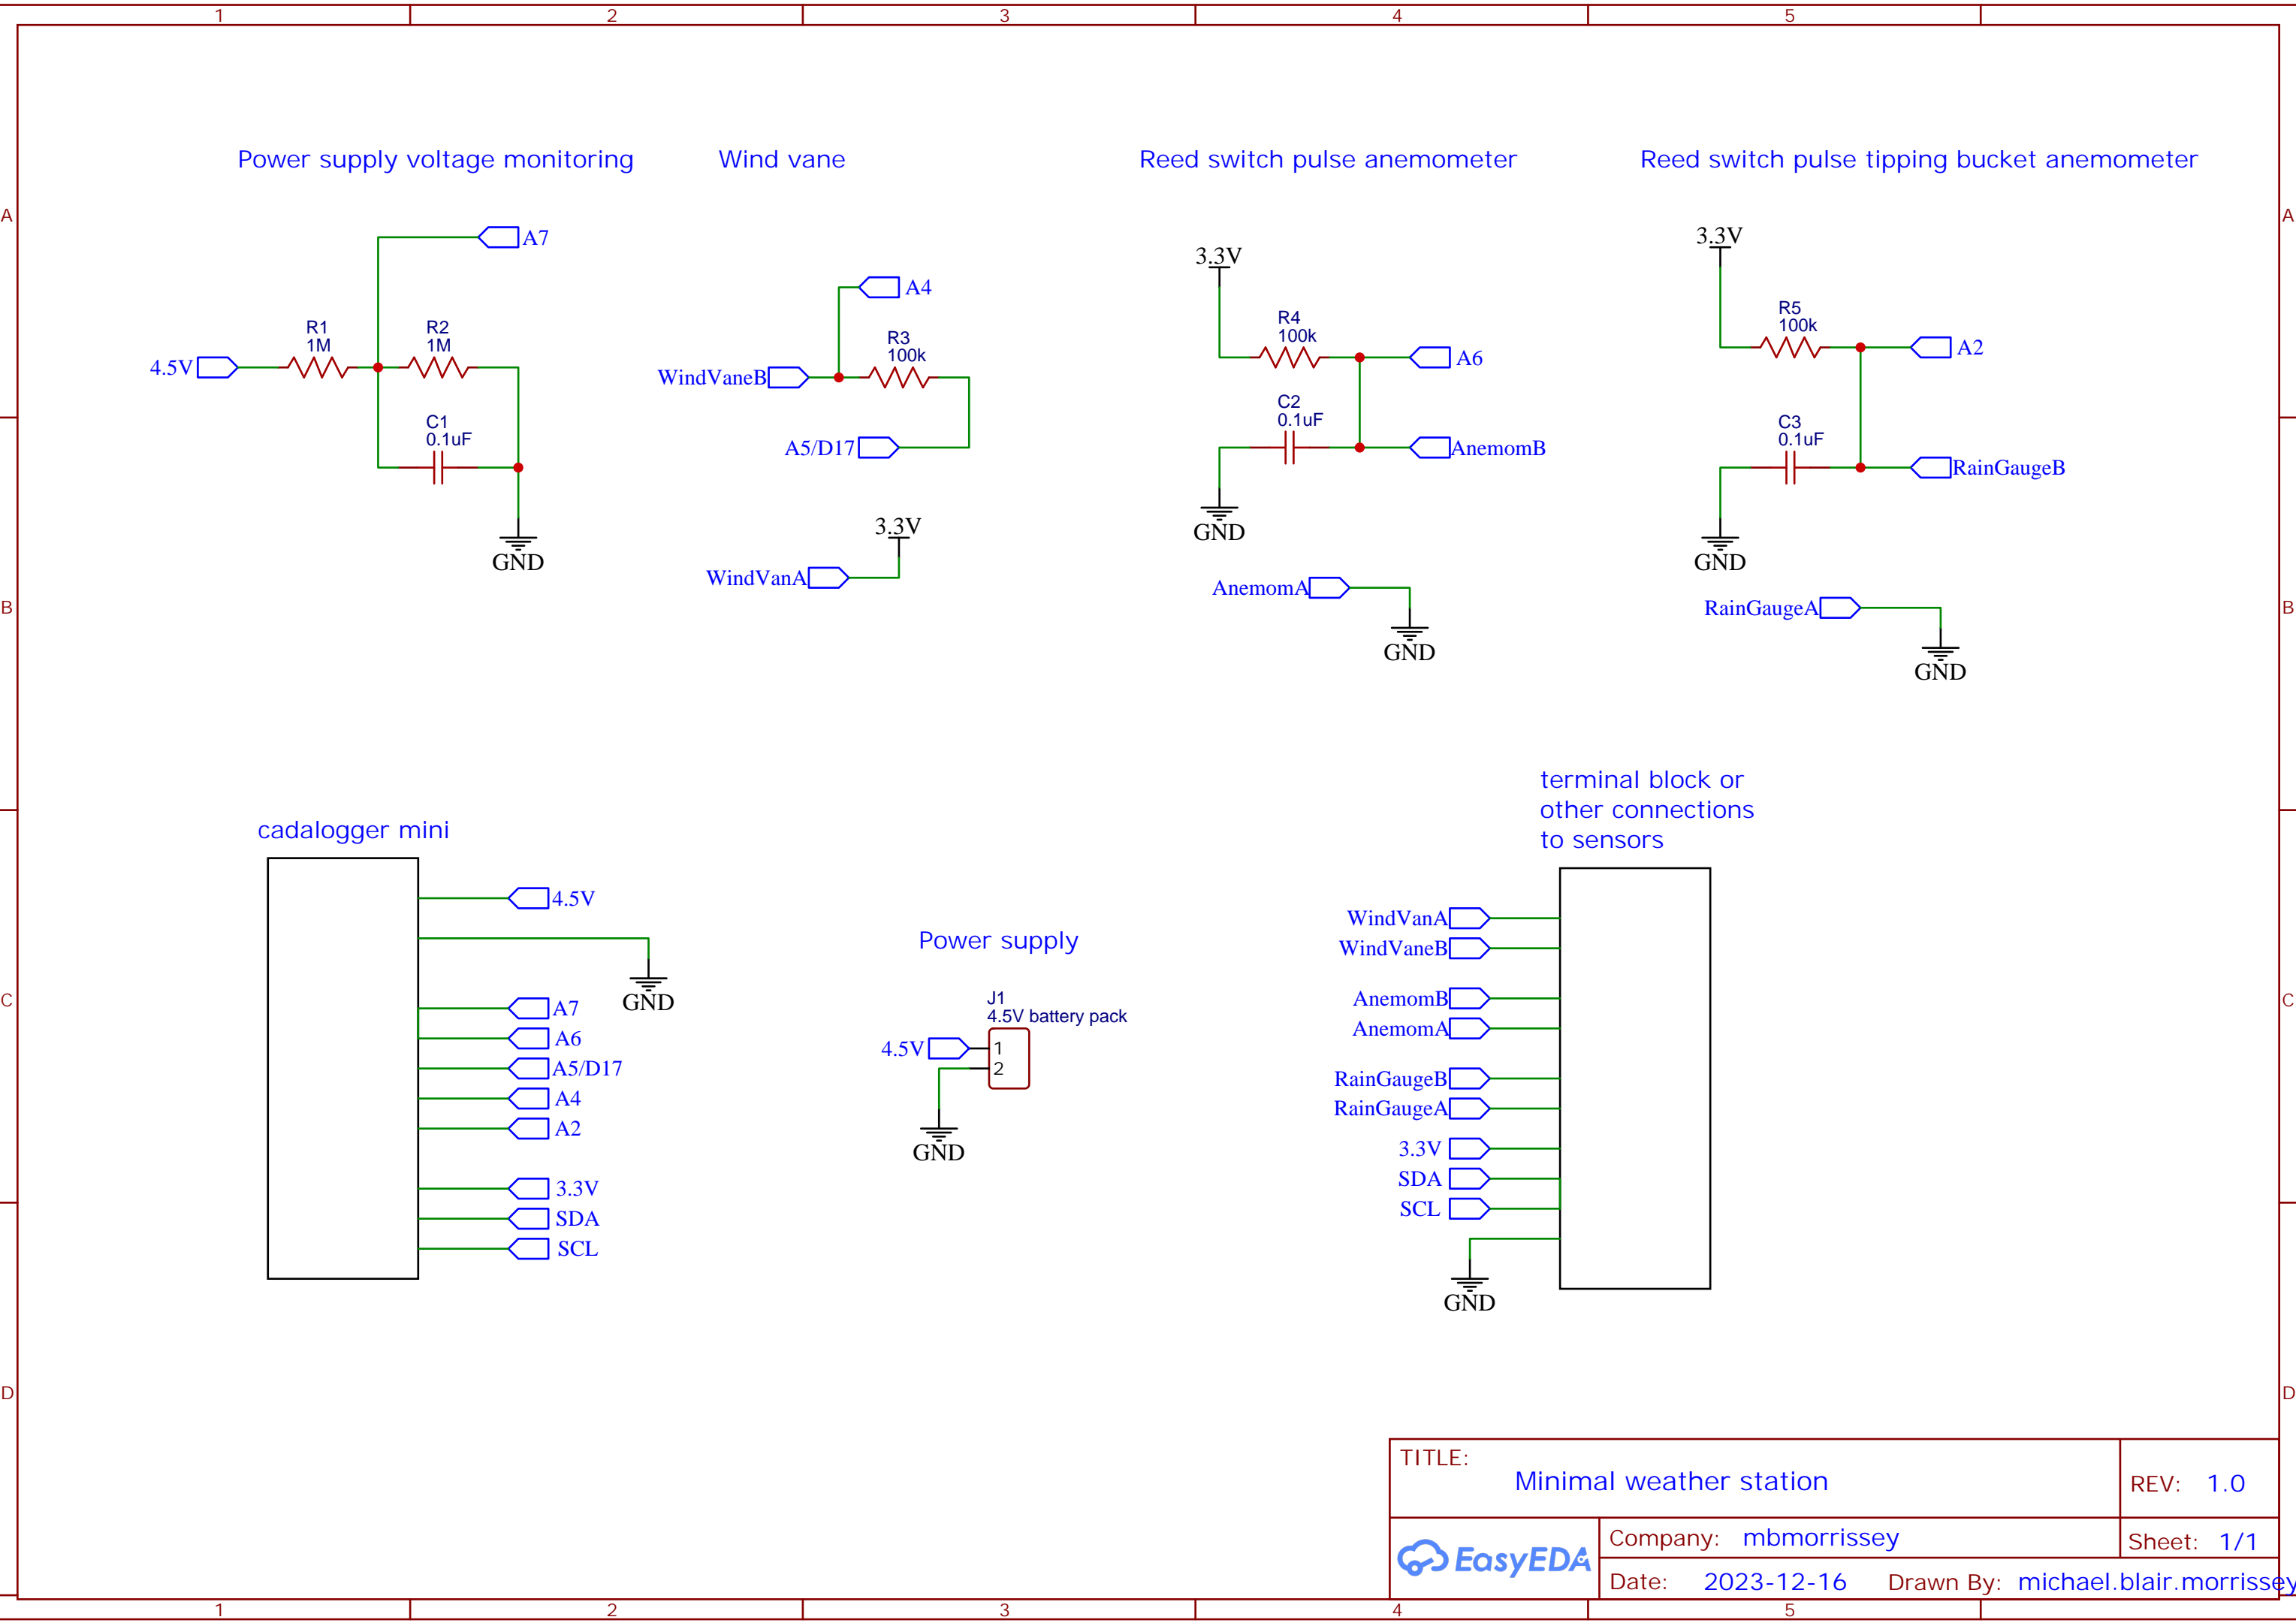 1 2 3 4 5
Power supply voltage monitoring
Wind vane
Reed switch pulse anemometer
Reed switch pulse tipping bucket anemometer
A
A
A7
R1
1M
R2
1M
4.5V
C1
0.1uF
GND
A4
R3
100k
WindVaneB
A5/D17
3.3V
WindVanA
3.3V
R4
100k
A6
C2
0.1uF
AnemomB
GND
AnemomA
GND
3.3V
R5
100k
A2
C3
0.1uF
RainGaugeB
GND
RainGaugeA
GND
B
B
cadalogger mini
4.5V
GND
A7
A6
A5/D17
A4
A2
3.3V
SDA
SCL
Power supply
J1
4.5V battery pack
4.5V
1
2
GND
terminal block or
other connections
to sensors
WindVanA
WindVaneB
AnemomB
AnemomA
RainGaugeB
RainGaugeA
3.3V
SDA
SCL
GND
C
C
D
D
TITLE:
Minimal weather station
REV: 1.0
EasyEDA
Company: mbmorrissey
Sheet: 1/1
Date: 2023-12-16
Drawn By: michael.blair.morrissey
1 2 3 4 5